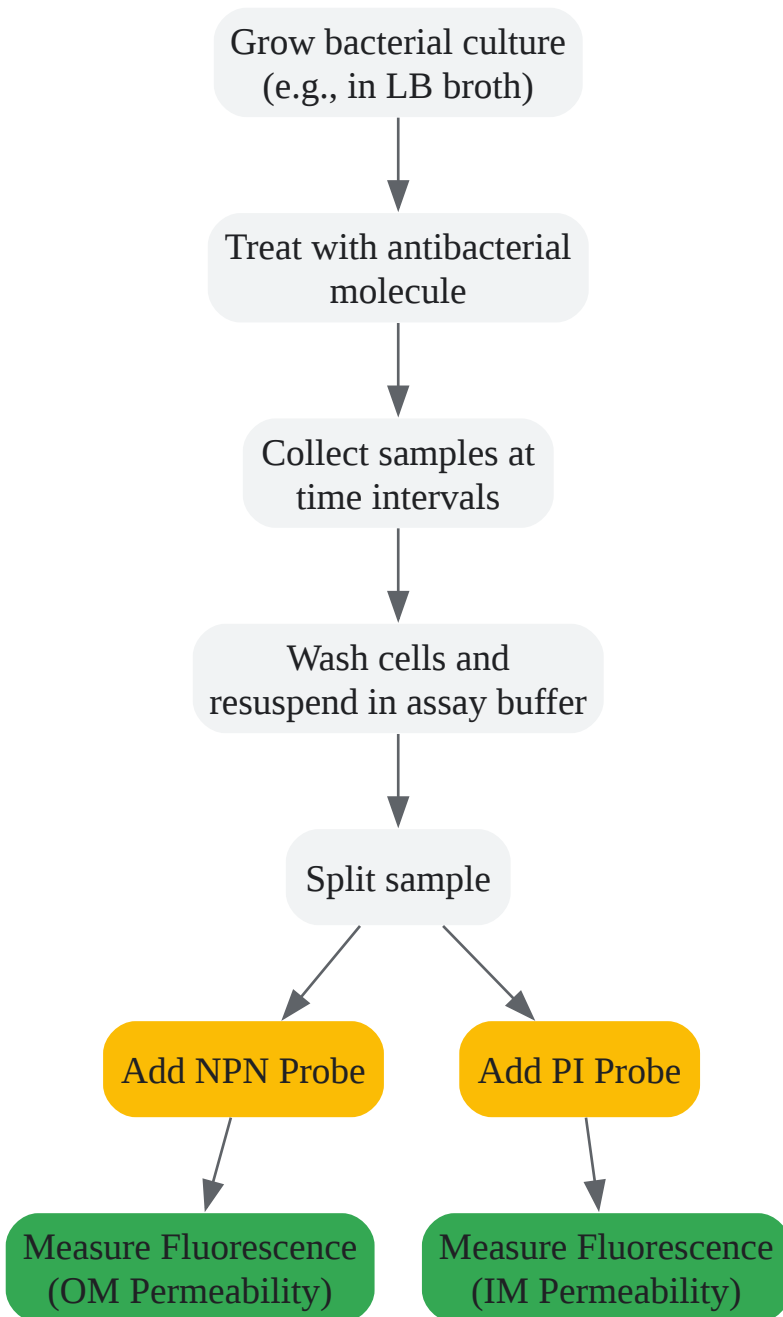 Grow bacterial culture
(e.g., in LB broth)
Treat with antibacterial
molecule
Collect samples at
time intervals
Wash cells and
resuspend in assay buffer
Split sample
Add NPN Probe
Add PI Probe
Measure Fluorescence
(OM Permeability)
Measure Fluorescence
(IM Permeability)